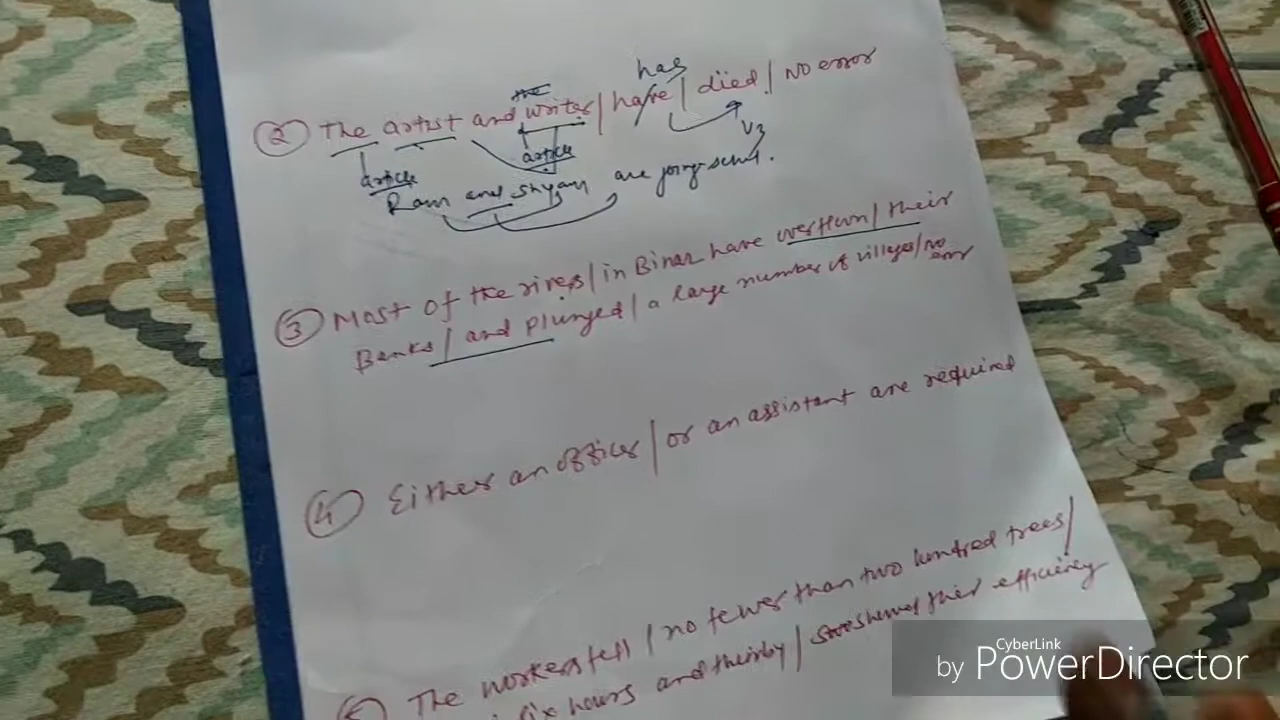 has
the
② The artist and writer / have / died / No error
article
article
V3
Ram and Shyam are going
③ Most of the rivers / in Bihar have / their
Banks / and plunged / a large number of villages / no error
④ Either an officer / or an assistant are required
The workers fell / no fewer than two hundred trees /
six hours and / showed their efficiency
CyberLink
by PowerDirector